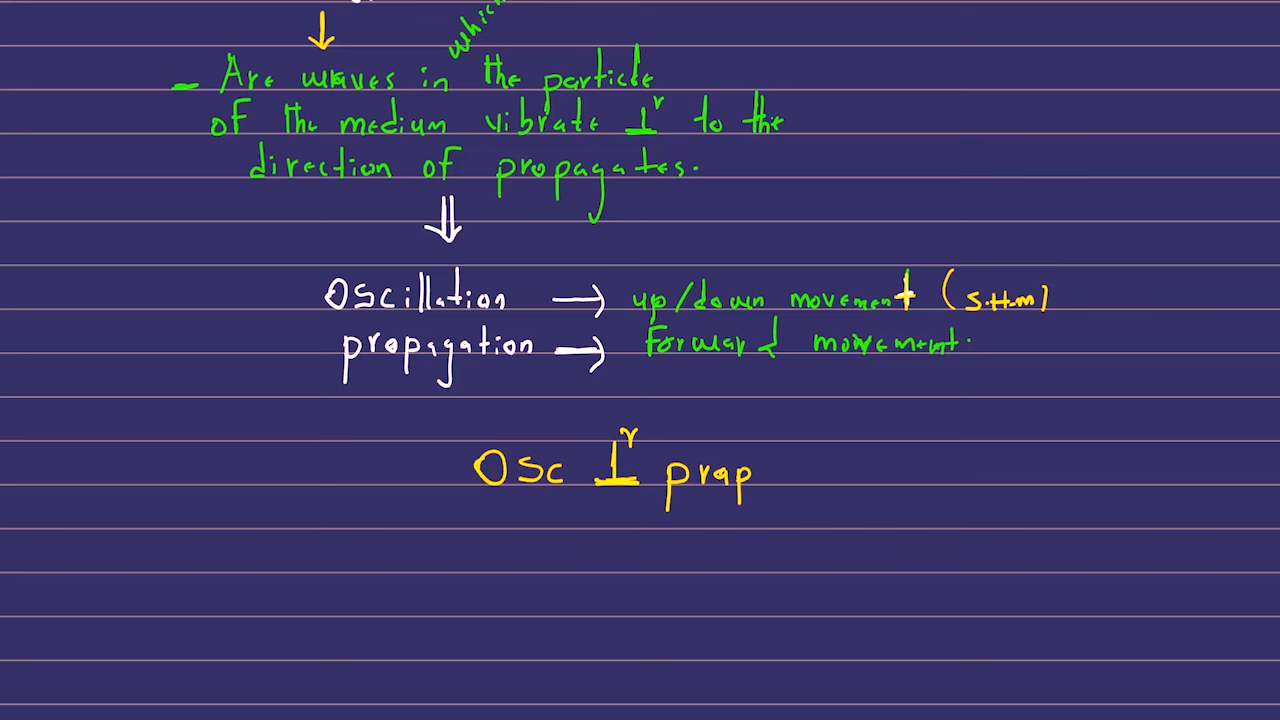 which
- Are waves in the particle
of the medium vibrate ⊥r to the
direction of propagates.
Oscillation → up/down movement (S.H.m)
propagation → Forward movement.
Osc ⊥r prop